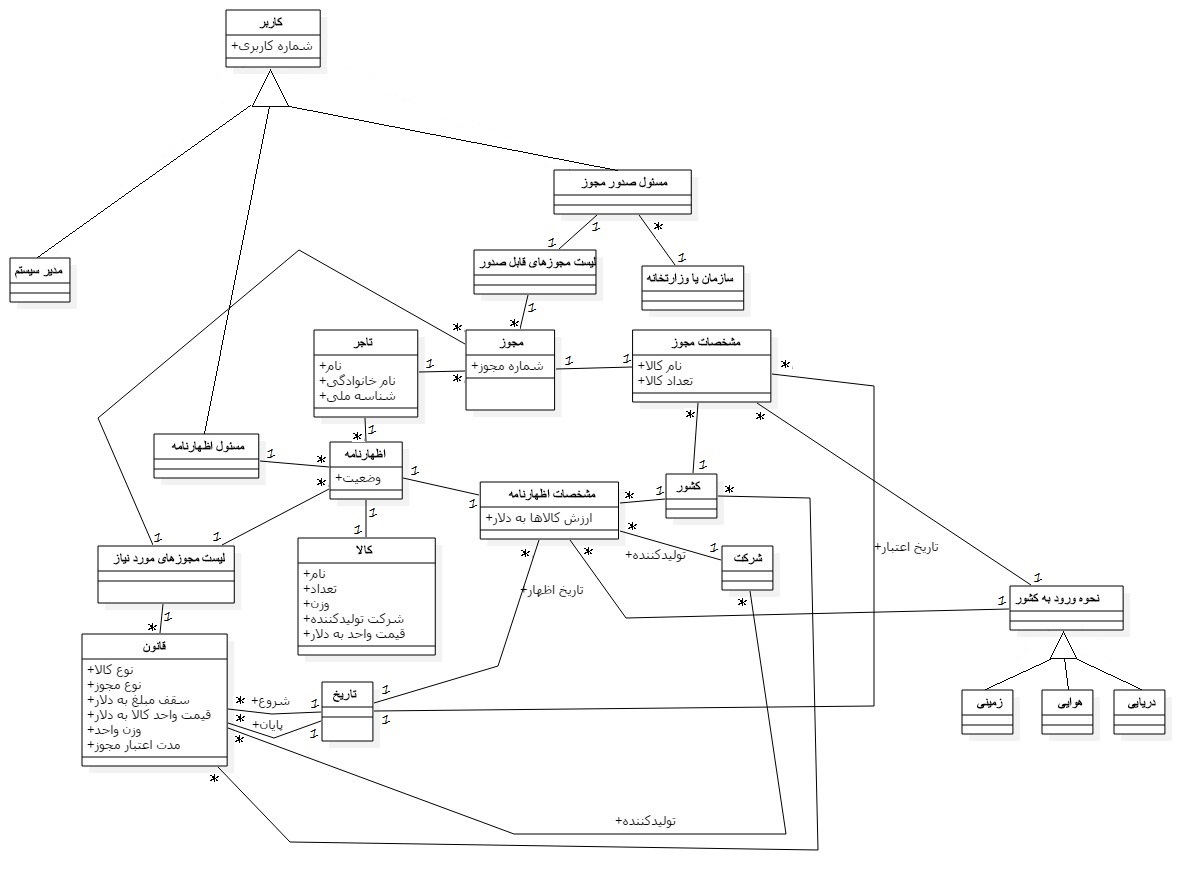 کاربر
+شماره کاربری
مسئول صدور مجوز
1
*
1
1
مدیر سیستم
لیست مجوزهای قابل صدور
سازمان یا وزارتخانه
1
*
*
تاجر
+نام
+نام خانوادگی
+شناسه ملی
1
*
مجوز
+شماره مجوز
1
1
مشخصات مجوز
+نام کالا
+تعداد کالا
*
*
*
1
*
مسئول اظهارنامه
1
*
*
اظهارنامه
+وضعیت
1
1
1
1
مشخصات اظهارنامه
+ارزش کالاها به دلار
*
1
1
کشور
*
*
+تولیدکننده
1
شرکت
*
1
1
لیست مجوزهای مورد نیاز
کالا
+نام
+تعداد
+وزن
+شرکت تولیدکننده
+قیمت واحد به دلار
*
*
+تاریخ اظهار
+تاریخ اعتبار
1
1
نحوه ورود به کشور
1
*
قانون
+نوع کالا
+نوع مجوز
+سقف مبلغ به دلار
+قیمت واحد کالا به دلار
+وزن واحد
+مدت اعتبار مجوز
*
+شروع
1
*
+پایان
1
*
تاریخ
1
1
زمینی
هوایی
دریایی
*
+تولیدکننده